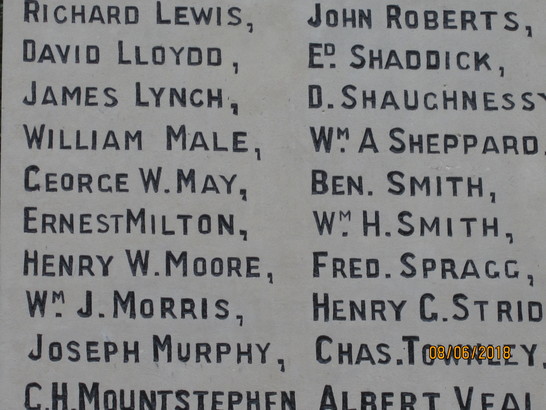 RICHARD LEWIS,
DAVID LLOYDD,
JAMES LYNCH,
WILLIAM MALE,
GEORGE W. MAY,
ERNEST MILTON,
HENRY W. MOORE,
WM. J. MORRIS,
JOSEPH MURPHY,
C.H. MOUNTSTEPHEN
JOHN ROBERTS,
ED. SHADDICK,
D. SHAUGHNESSY
WM. A SHEPPARD
BEN. SMITH,
WM. H. SMITH,
FRED. SPRAGG,
HENRY G. STRID
CHAS. TOWNLEY,
ALBERT VEAL
08/06/2018